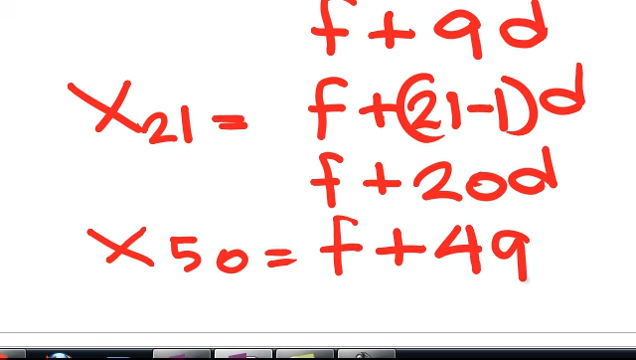 f + 9d
X21 = f + (21-1)d
f + 20d
X50 = f + 49